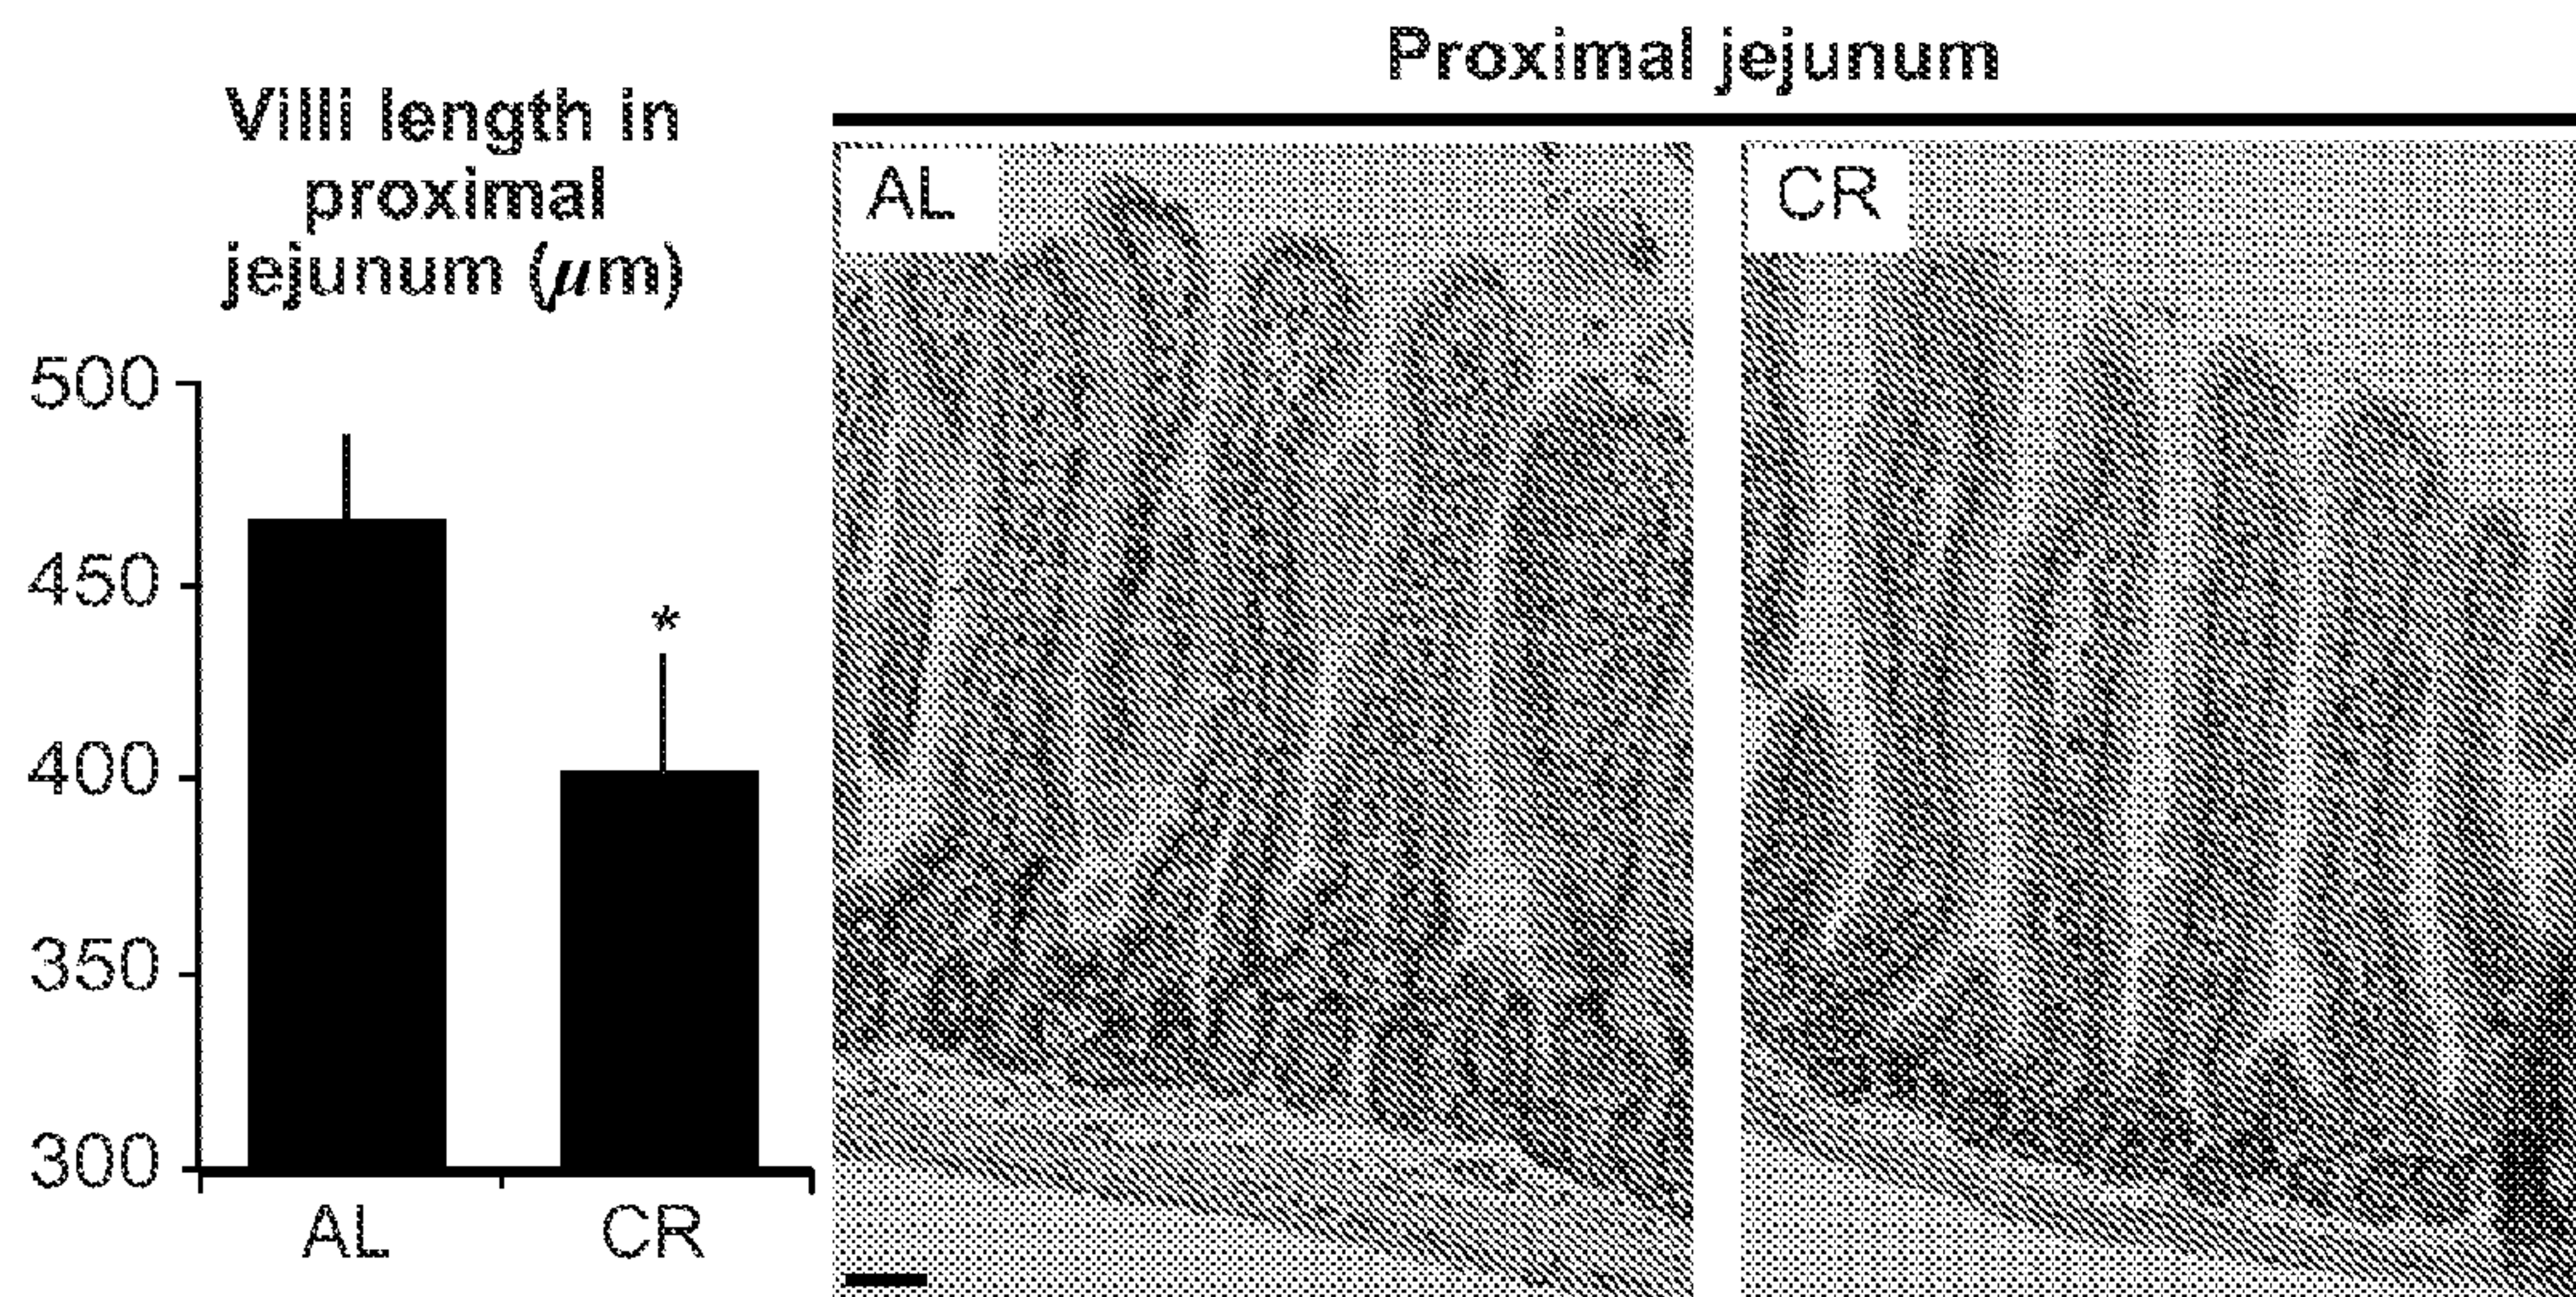 Villi length in
proximal
jejunum (μm)
500
450
400
350
300
*
AL
CR
Proximal jejunum
AL
CR